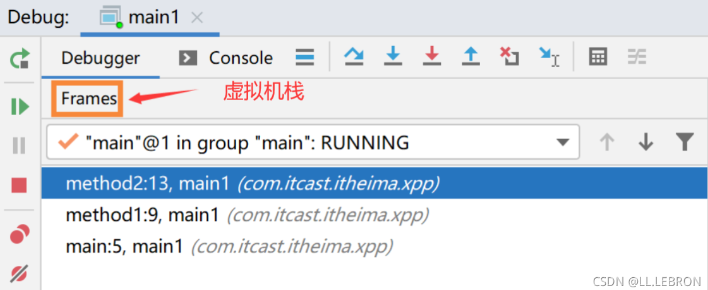 Debug: main1
Debugger Console
Frames 虚拟机栈
"main"@1 in group "main": RUNNING
method2:13, main1 (com.itcast.itheima.xpp)
method1:9, main1 (com.itcast.itheima.xpp)
main:5, main1 (com.itcast.itheima.xpp)
CSDN @LL.LEBRON